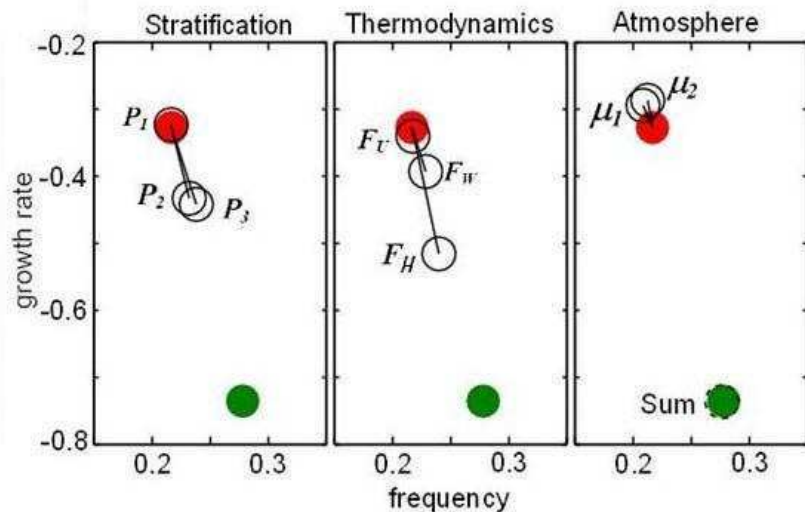 Stratification
Thermodynamics
Atmosphere
-0.2
-0.4
-0.6
-0.8
growth rate
P1
P2
P3
FU
FW
FH
μ1
μ2
Sum
0.2
0.3
0.2
0.3
0.2
0.3
frequency